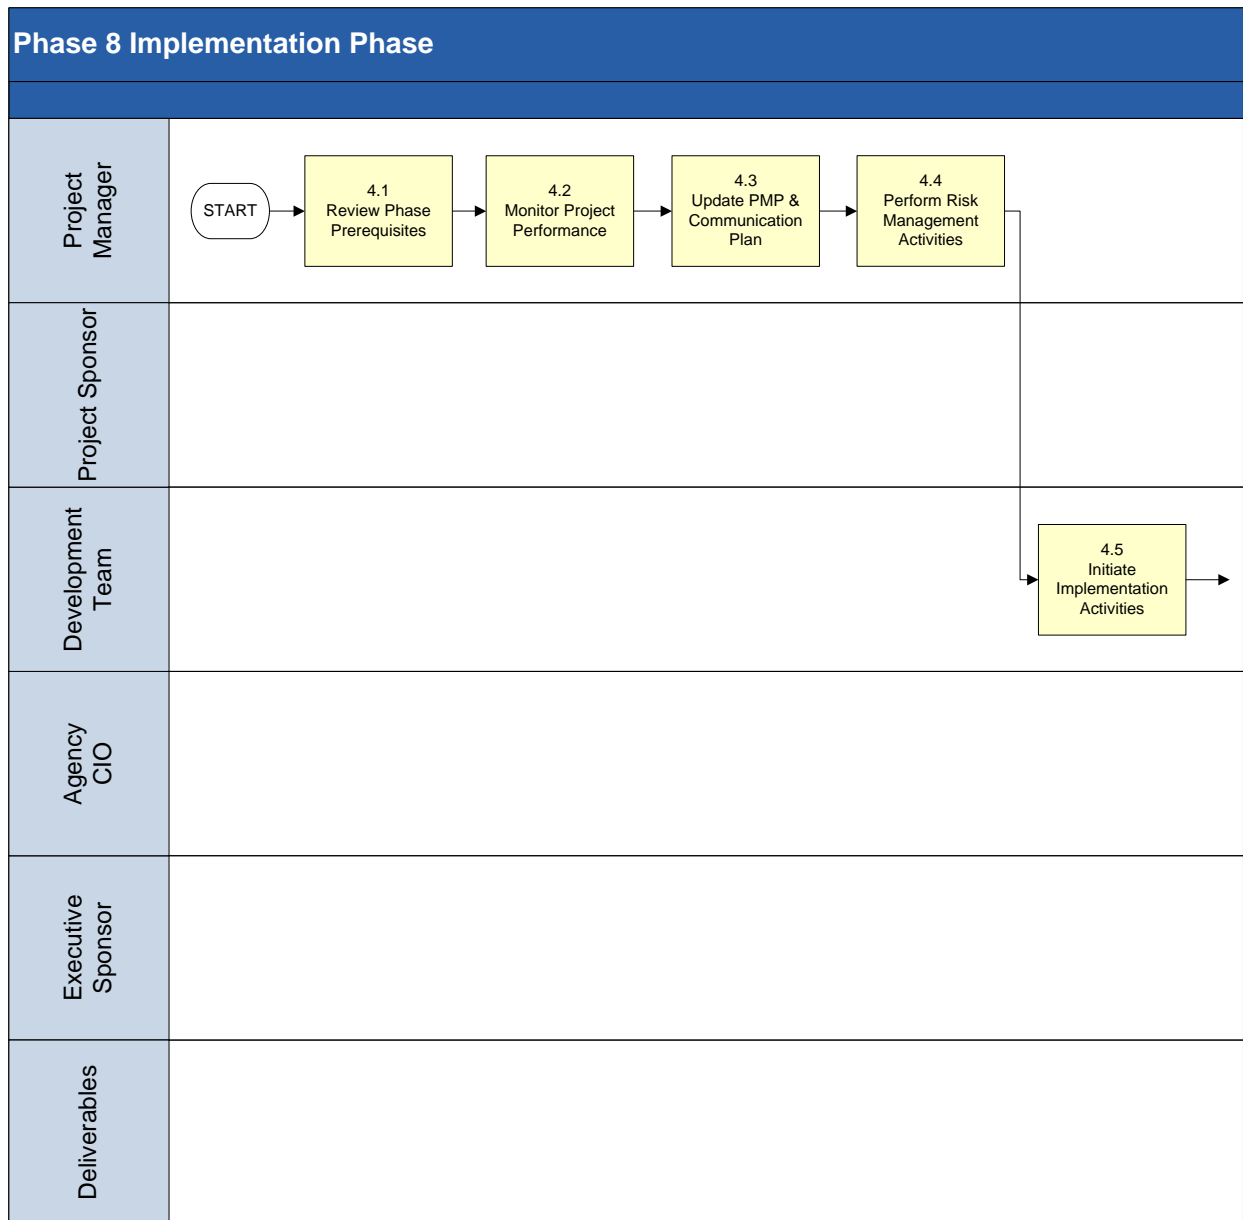 Phase 8 Implementation Phase
Project
Manager
START
4.1
Review Phase
Prerequisites
4.2
Monitor Project
Performance
4.3
Update PMP &
Communication
Plan
4.4
Perform Risk
Management
Activities
Project Sponsor
Development
Team
4.5
Initiate
Implementation
Activities
Agency
CIO
Executive
Sponsor
Deliverables